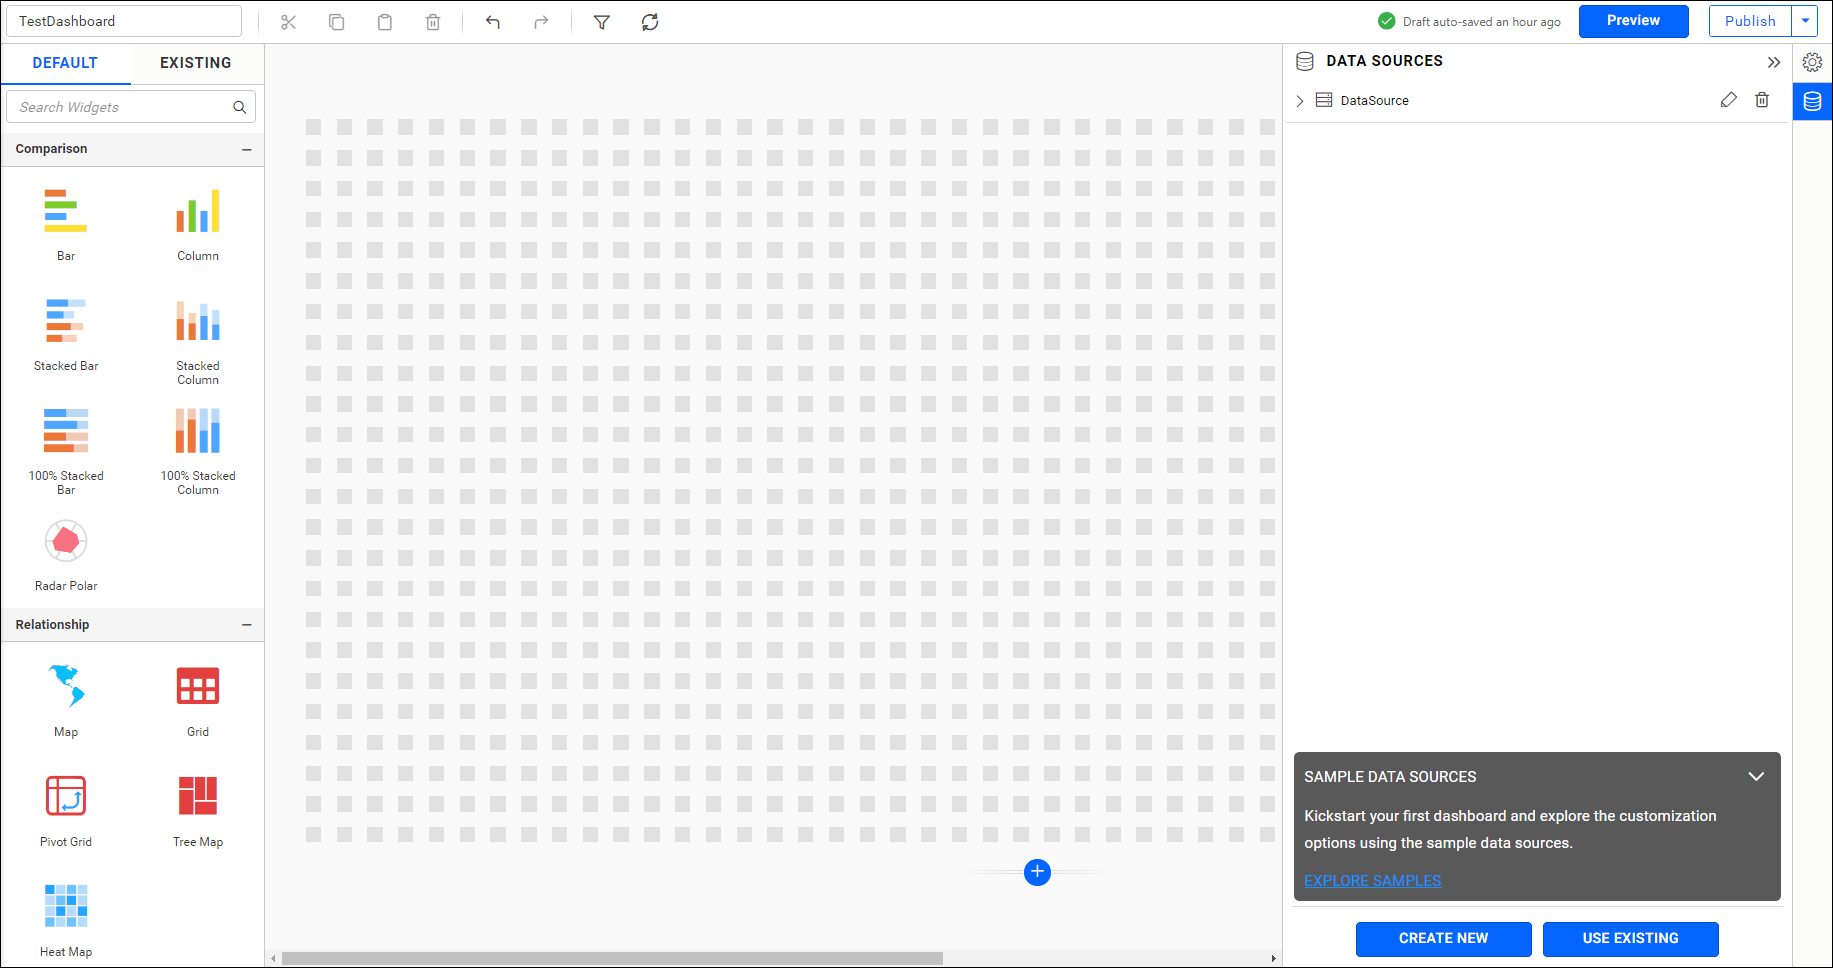 TestDashboard
Draft auto-saved an hour ago
Preview
Publish
DEFAULT
EXISTING
Search Widgets
Comparison
Bar
Column
Stacked Bar
Stacked
Column
100% Stacked
Bar
100% Stacked
Column
Radar Polar
Relationship
Map
Grid
Pivot Grid
Tree Map
Heat Map
DATA SOURCES
DataSource
SAMPLE DATA SOURCES
Kickstart your first dashboard and explore the customization
options using the sample data sources.
EXPLORE SAMPLES
CREATE NEW
USE EXISTING